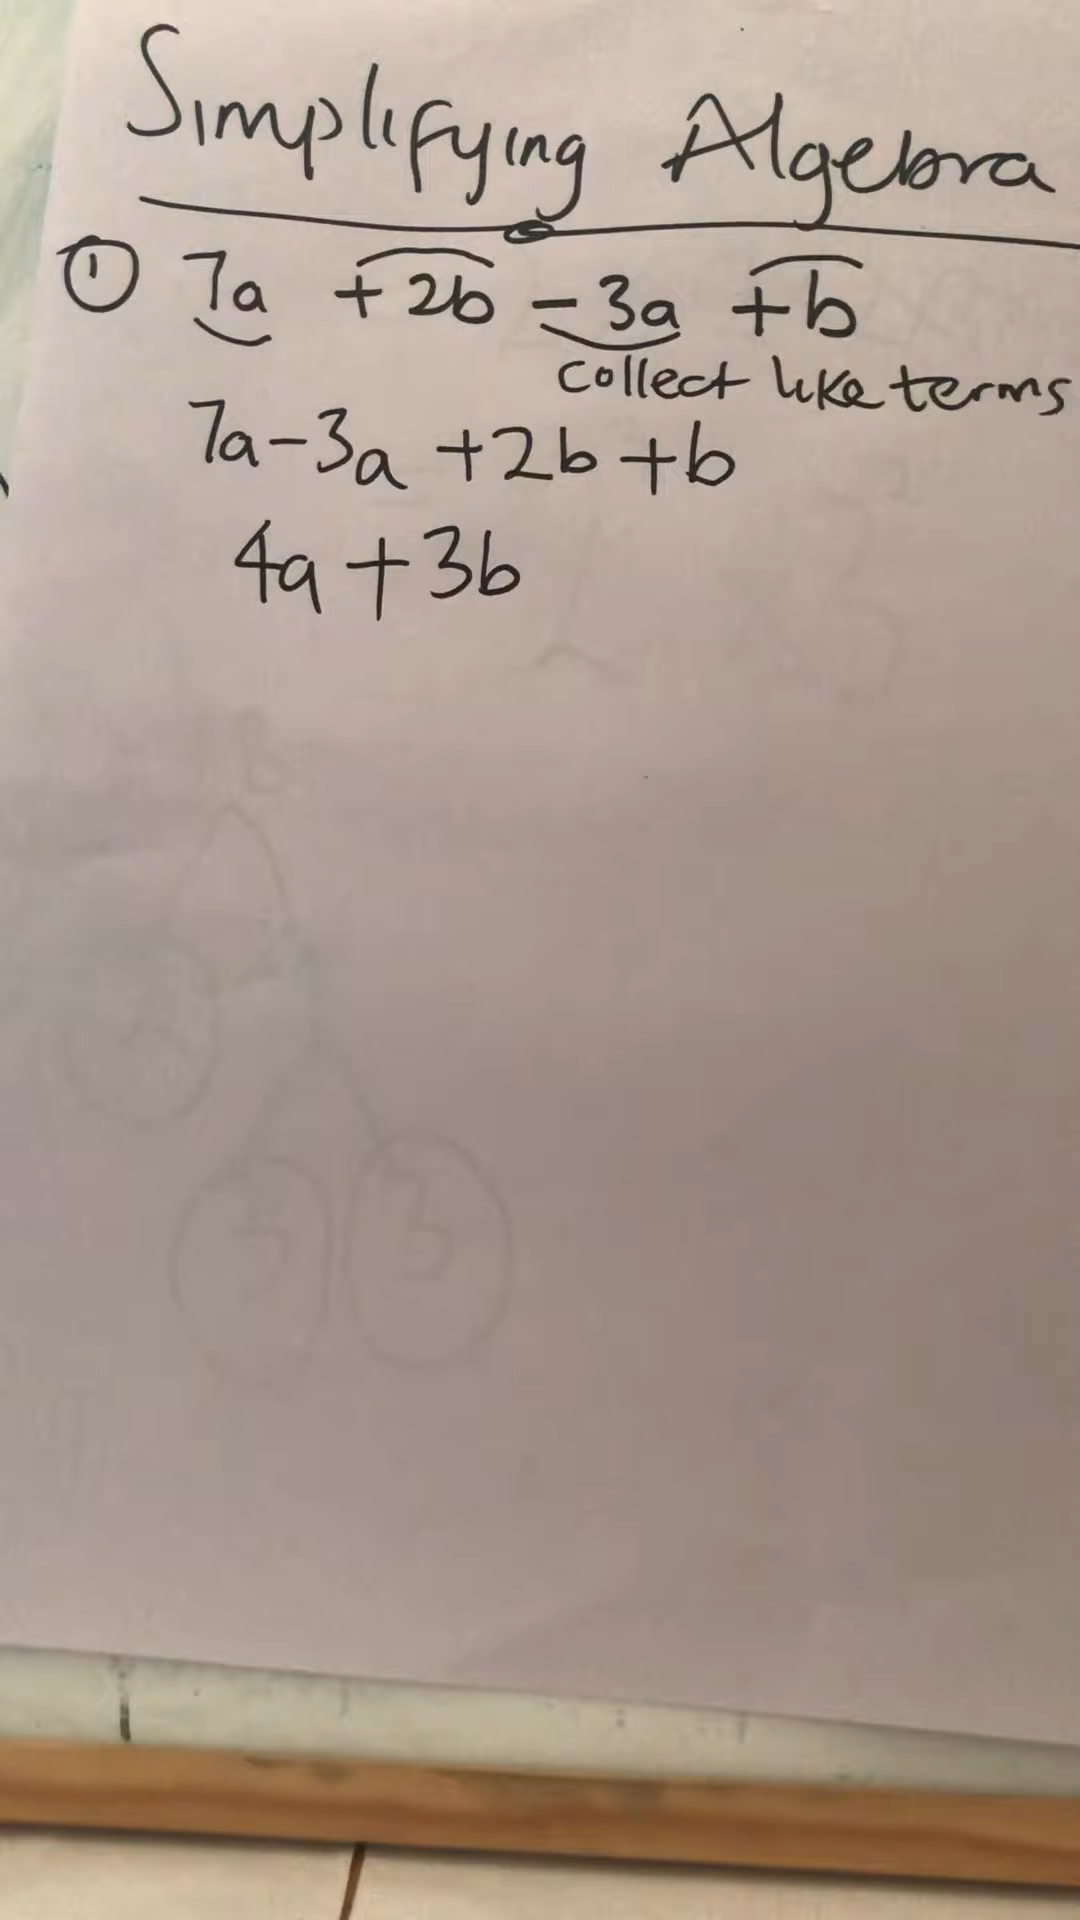 Simplifying Algebra
① 7a + 2b - 3a + b
collect like terms
7a - 3a + 2b + b
4a + 3b